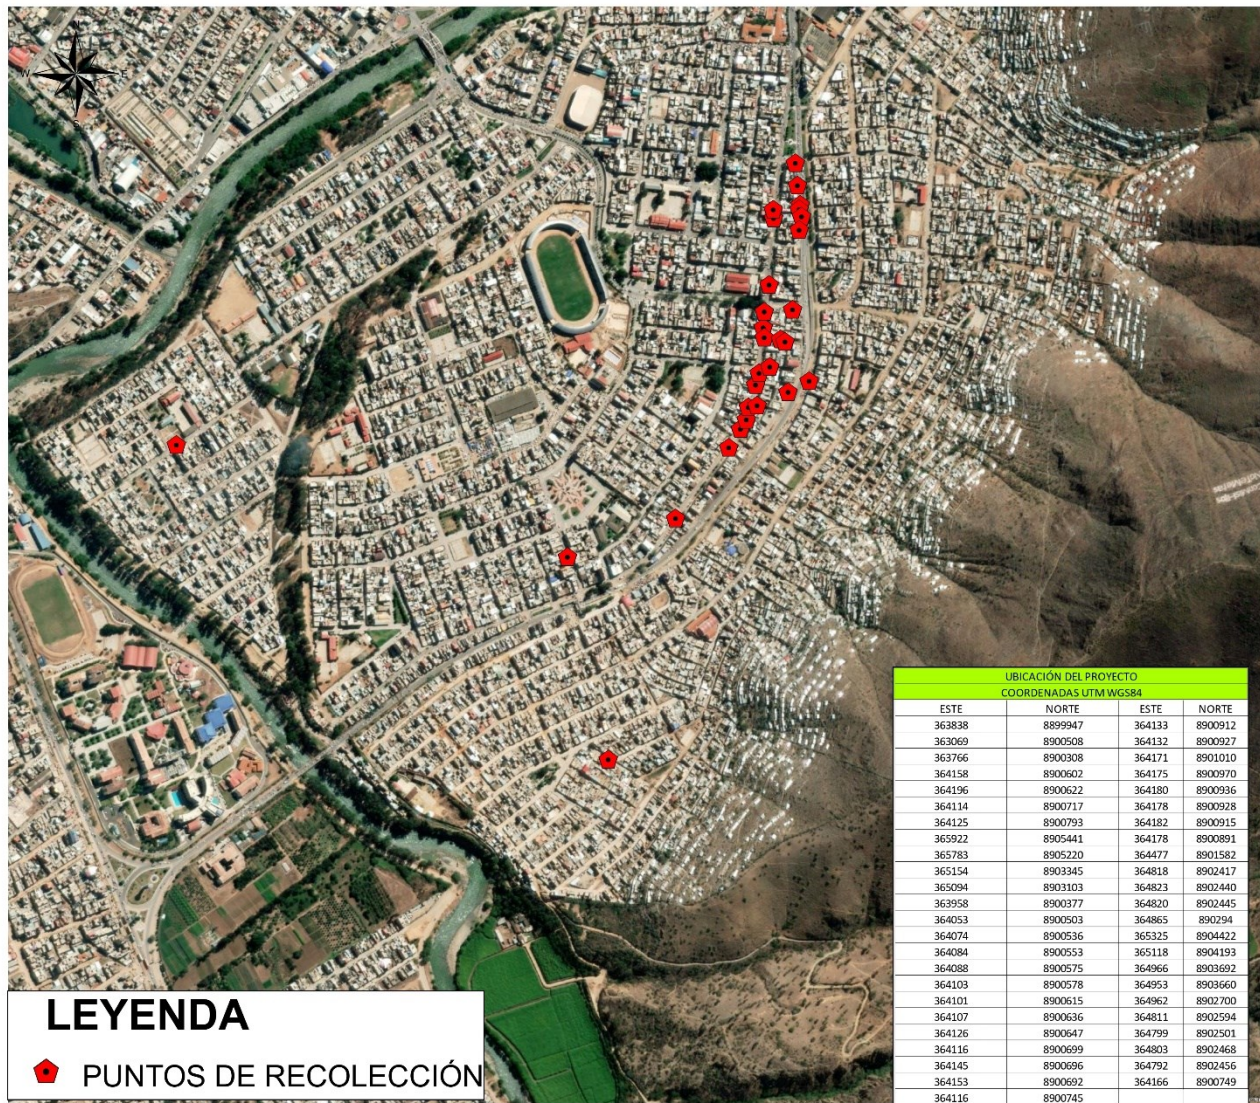 N
W E
S
UBICACIÓN DEL PROYECTO
COORDENADAS UTM WGS84
ESTE NORTE ESTE NORTE
363838 8899947 364133 8900912
363069 8900508 364132 8900927
363766 8900308 364171 8901010
364158 8900602 364175 8900970
364196 8900622 364180 8900936
364114 8900717 364178 8900928
364125 8900793 364182 8900915
365922 8905441 364178 8900891
365783 8905220 364477 8901582
365154 8903345 364818 8902417
365094 8903103 364823 8902440
363958 8900377 364820 8902445
364053 8900503 364865 890294
364074 8900536 365325 8904422
364084 8900553 365118 8904193
364088 8900575 364966 8903692
364103 8900578 364953 8903660
364101 8900615 364962 8902700
364107 8900636 364811 8902594
364126 8900647 364799 8902501
364116 8900699 364803 8902468
364145 8900696 364792 8902456
364153 8900692 364166 8900749
364116 8900745
LEYENDA
PUNTOS DE RECOLECCIÓN